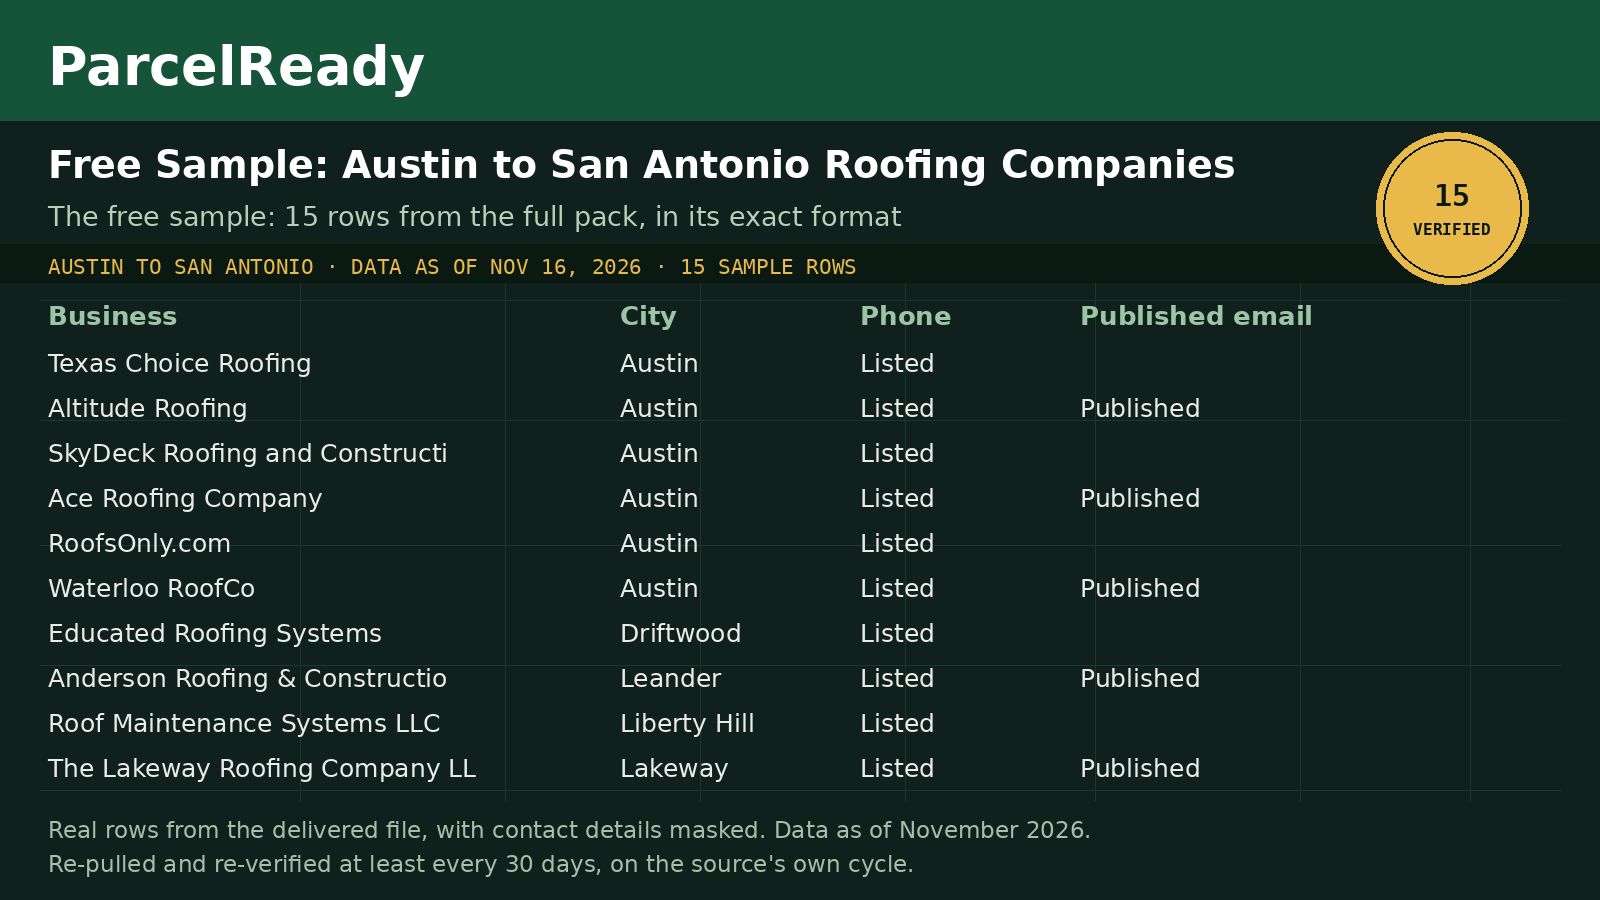 ParcelReady
Free Sample: Austin to San Antonio Roofing Companies
The free sample: 15 rows from the full pack, in its exact format
15
VERIFIED
AUSTIN TO SAN ANTONIO · DATA AS OF NOV 16, 2026 · 15 SAMPLE ROWS
Business City Phone Published email
Texas Choice Roofing Austin Listed
Altitude Roofing Austin Listed Published
SkyDeck Roofing and Constructi Austin Listed
Ace Roofing Company Austin Listed Published
RoofsOnly.com Austin Listed
Waterloo RoofCo Austin Listed Published
Educated Roofing Systems Driftwood Listed
Anderson Roofing & Constructio Leander Listed Published
Roof Maintenance Systems LLC Liberty Hill Listed
The Lakeway Roofing Company LL Lakeway Listed Published
Real rows from the delivered file, with contact details masked. Data as of November 2026.
Re-pulled and re-verified at least every 30 days, on the source's own cycle.